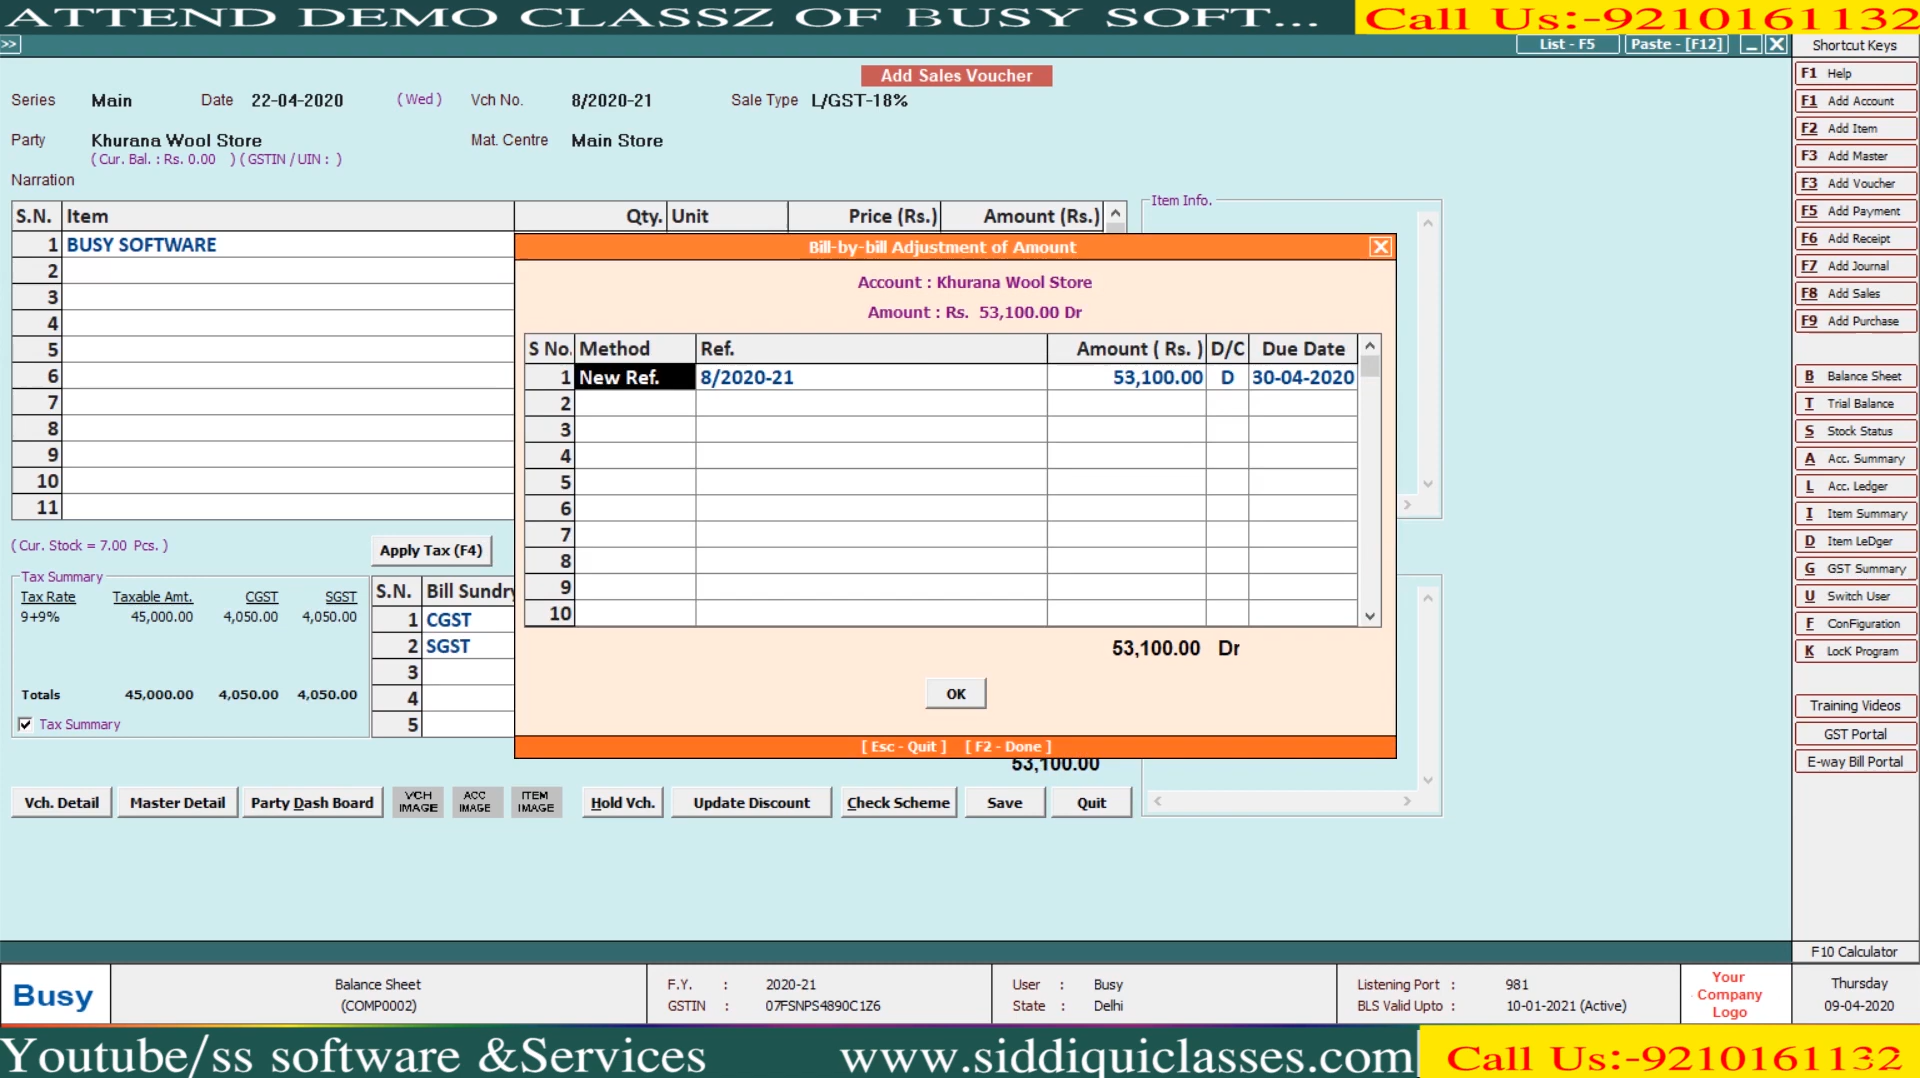 ATTEND DEMO CLASSZ OF BUSY SOFT...
Call Us:-9210161132
>>
List - F5 Paste - [F12]
Add Sales Voucher
Series Main Date 22-04-2020 ( Wed ) Vch No. 8/2020-21 Sale Type L/GST-18%
Party Khurana Wool Store Mat. Centre Main Store
( Cur. Bal. : Rs. 0.00 ) ( GSTIN / UIN : )
Narration
S.N. Item Qty. Unit Price (Rs.) Amount (Rs.)
1 BUSY SOFTWARE
2
3
4
5
6
7
8
9
10
11
Item Info.
Bill-by-bill Adjustment of Amount
Account : Khurana Wool Store
Amount : Rs. 53,100.00 Dr
S No. Method Ref. Amount ( Rs. ) D/C Due Date
1 New Ref. 8/2020-21 53,100.00 D 30-04-2020
2
3
4
5
6
7
8
9
10
53,100.00 Dr
OK
[ Esc - Quit ] [ F2 - Done ]
53,100.00
( Cur. Stock = 7.00 Pcs. )
Apply Tax (F4)
Tax Summary
Tax Rate Taxable Amt. CGST SGST
9+9% 45,000.00 4,050.00 4,050.00
Totals 45,000.00 4,050.00 4,050.00
Tax Summary
S.N. Bill Sundry
1 CGST
2 SGST
3
4
5
Vch. Detail Master Detail Party Dash Board VCH IMAGE ACC IMAGE ITEM IMAGE Hold Vch. Update Discount Check Scheme Save Quit
Shortcut Keys
F1 Help
F1 Add Account
F2 Add Item
F3 Add Master
F3 Add Voucher
F5 Add Payment
F6 Add Receipt
F7 Add Journal
F8 Add Sales
F9 Add Purchase
B Balance Sheet
T Trial Balance
S Stock Status
A Acc. Summary
L Acc. Ledger
I Item Summary
D Item LeDger
G GST Summary
U Switch User
F ConFiguration
K LocK Program
Training Videos
GST Portal
E-way Bill Portal
F10 Calculator
Busy
Balance Sheet
(COMP0002)
F.Y. : 2020-21
GSTIN : 07FSNPS4890C1Z6
User : Busy
State : Delhi
Listening Port : 981
BLS Valid Upto : 10-01-2021 (Active)
Your
Company
Logo
Thursday
09-04-2020
Youtube/ss software &Services
www.siddiquiclasses.com
Call Us:-9210161132